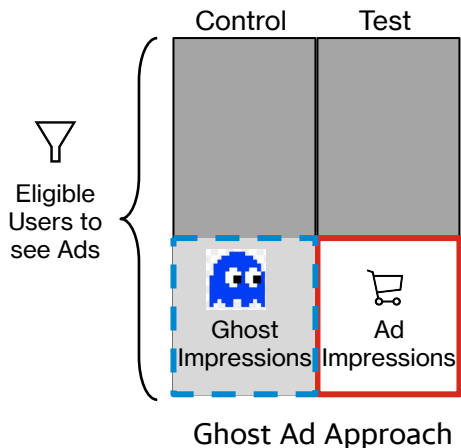 Control Test
Eligible
Users to
see Ads
Ghost
Impressions
Ad
Impressions
Ghost Ad Approach